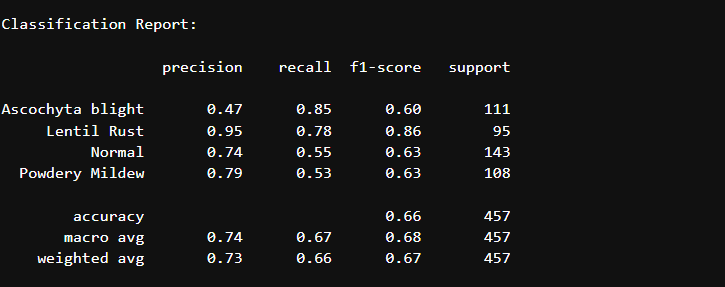 Classification Report:
precision recall f1-score support
Ascochyta blight 0.47 0.85 0.60 111
Lentil Rust 0.95 0.78 0.86 95
Normal 0.74 0.55 0.63 143
Powdery Mildew 0.79 0.53 0.63 108
accuracy 0.66 457
macro avg 0.74 0.67 0.68 457
weighted avg 0.73 0.66 0.67 457